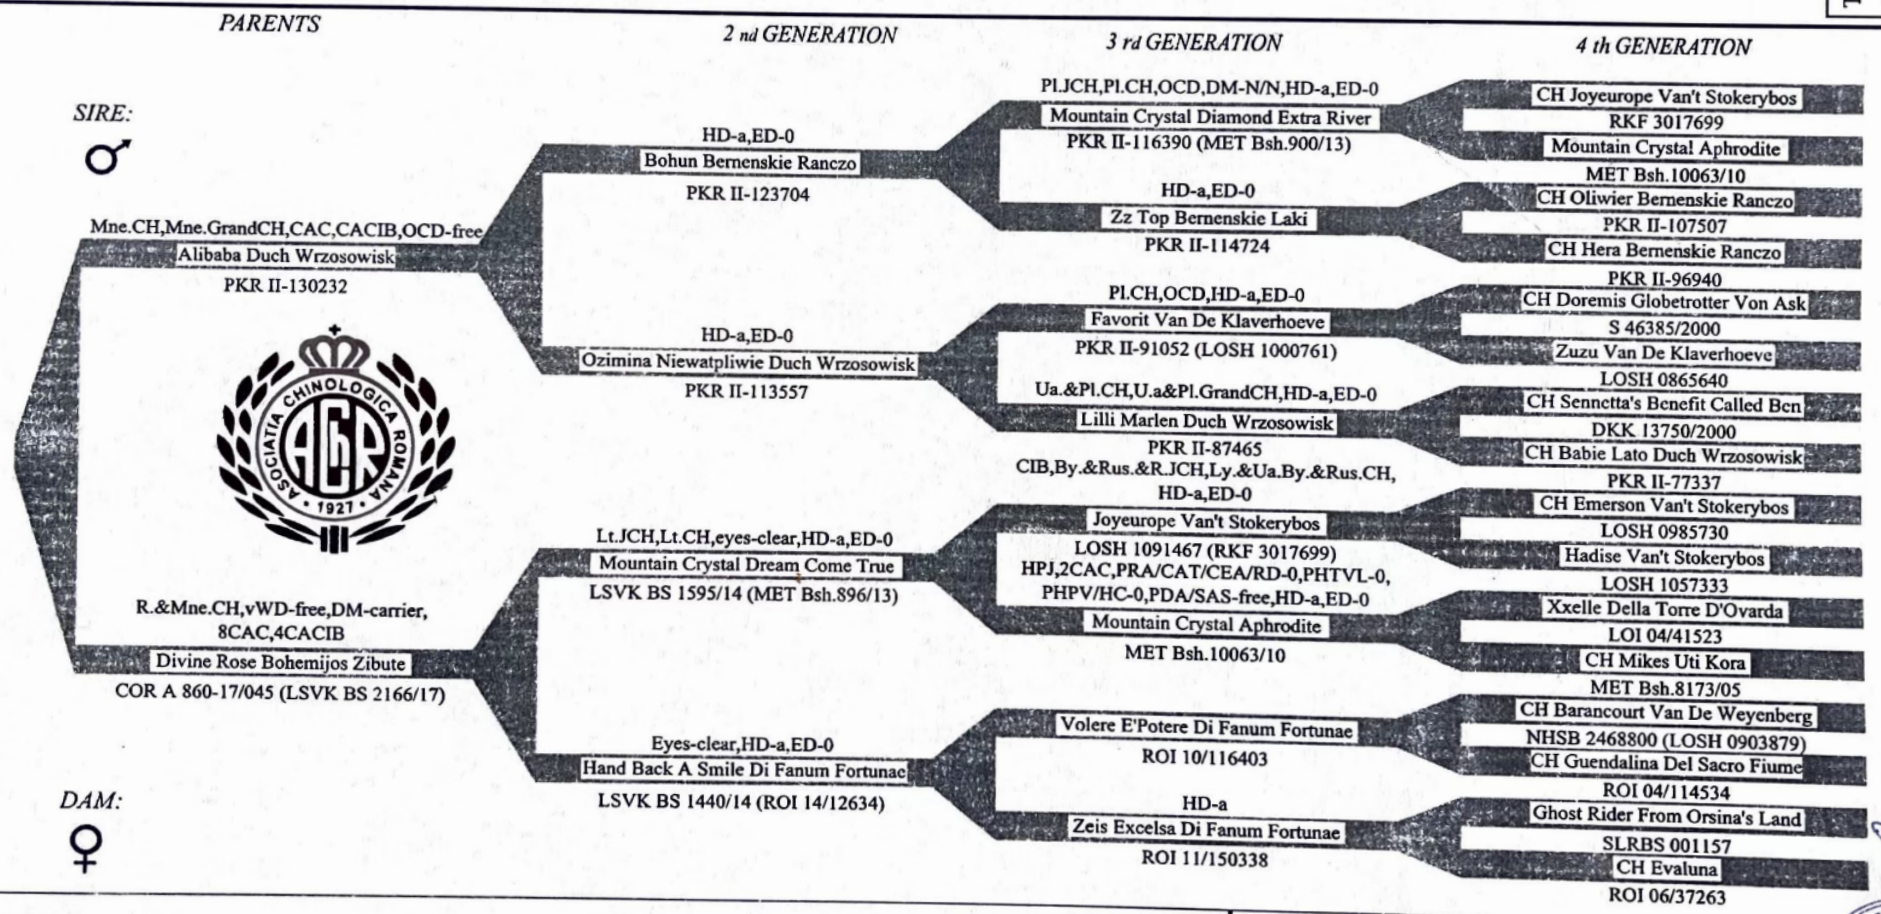 PARENTS
2 nd GENERATION
3 rd GENERATION
4 th GENERATION
SIRE:
♂
Mne.CH,Mne.GrandCH,CAC,CACIB,OCD-free
Alibaba Duch Wrzosowisk
PKR II-130232
ASOCIATIA CHINOLOGICA ROMANA
AChR
· 1927 ·
R.&Mne.CH,vWD-free,DM-carrier,
8CAC,4CACIB
Divine Rose Bohemijos Zibute
COR A 860-17/045 (LSVK BS 2166/17)
DAM:
♀
HD-a,ED-0
Bohun Bernenskie Ranczo
PKR II-123704
HD-a,ED-0
Ozimina Niewatpliwie Duch Wrzosowisk
PKR II-113557
Lt.JCH,Lt.CH,eyes-clear,HD-a,ED-0
Mountain Crystal Dream Come True
LSVK BS 1595/14 (MET Bsh.896/13)
Eyes-clear,HD-a,ED-0
Hand Back A Smile Di Fanum Fortunae
LSVK BS 1440/14 (ROI 14/12634)
Pl.JCH,Pl.CH,OCD,DM-N/N,HD-a,ED-0
Mountain Crystal Diamond Extra River
PKR II-116390 (MET Bsh.900/13)
HD-a,ED-0
Zz Top Bernenskie Laki
PKR II-114724
Pl.CH,OCD,HD-a,ED-0
Favorit Van De Klaverhoeve
PKR II-91052 (LOSH 1000761)
Ua.&Pl.CH,U.a&Pl.GrandCH,HD-a,ED-0
Lilli Marlen Duch Wrzosowisk
PKR II-87465
CIB,By.&Rus.&R.JCH,Ly.&Ua.By.&Rus.CH,
HD-a,ED-0
Joyeurope Van't Stokerybos
LOSH 1091467 (RKF 3017699)
HPJ,2CAC,PRA/CAT/CEA/RD-0,PHTVL-0,
PHPV/HC-0,PDA/SAS-free,HD-a,ED-0
Mountain Crystal Aphrodite
MET Bsh.10063/10
Volere E'Potere Di Fanum Fortunae
ROI 10/116403
HD-a
Zeis Excelsa Di Fanum Fortunae
ROI 11/150338
CH Joyeurope Van't Stokerybos
RKF 3017699
Mountain Crystal Aphrodite
MET Bsh.10063/10
CH Oliwier Bernenskie Ranczo
PKR II-107507
CH Hera Bernenskie Ranczo
PKR II-96940
CH Doremis Globetrotter Von Ask
S 46385/2000
Zuzu Van De Klaverhoeve
LOSH 0865640
CH Sennetta's Benefit Called Ben
DKK 13750/2000
CH Babie Lato Duch Wrzosowisk
PKR II-77337
CH Emerson Van't Stokerybos
LOSH 0985730
Hadise Van't Stokerybos
LOSH 1057333
Xxelle Della Torre D'Ovarda
LOI 04/41523
CH Mikes Uti Kora
MET Bsh.8173/05
CH Barancourt Van De Weyenberg
NHSB 2468800 (LOSH 0903879)
CH Guendalina Del Sacro Fiume
ROI 04/114534
Ghost Rider From Orsina's Land
SLRBS 001157
CH Evaluna
ROI 06/37263